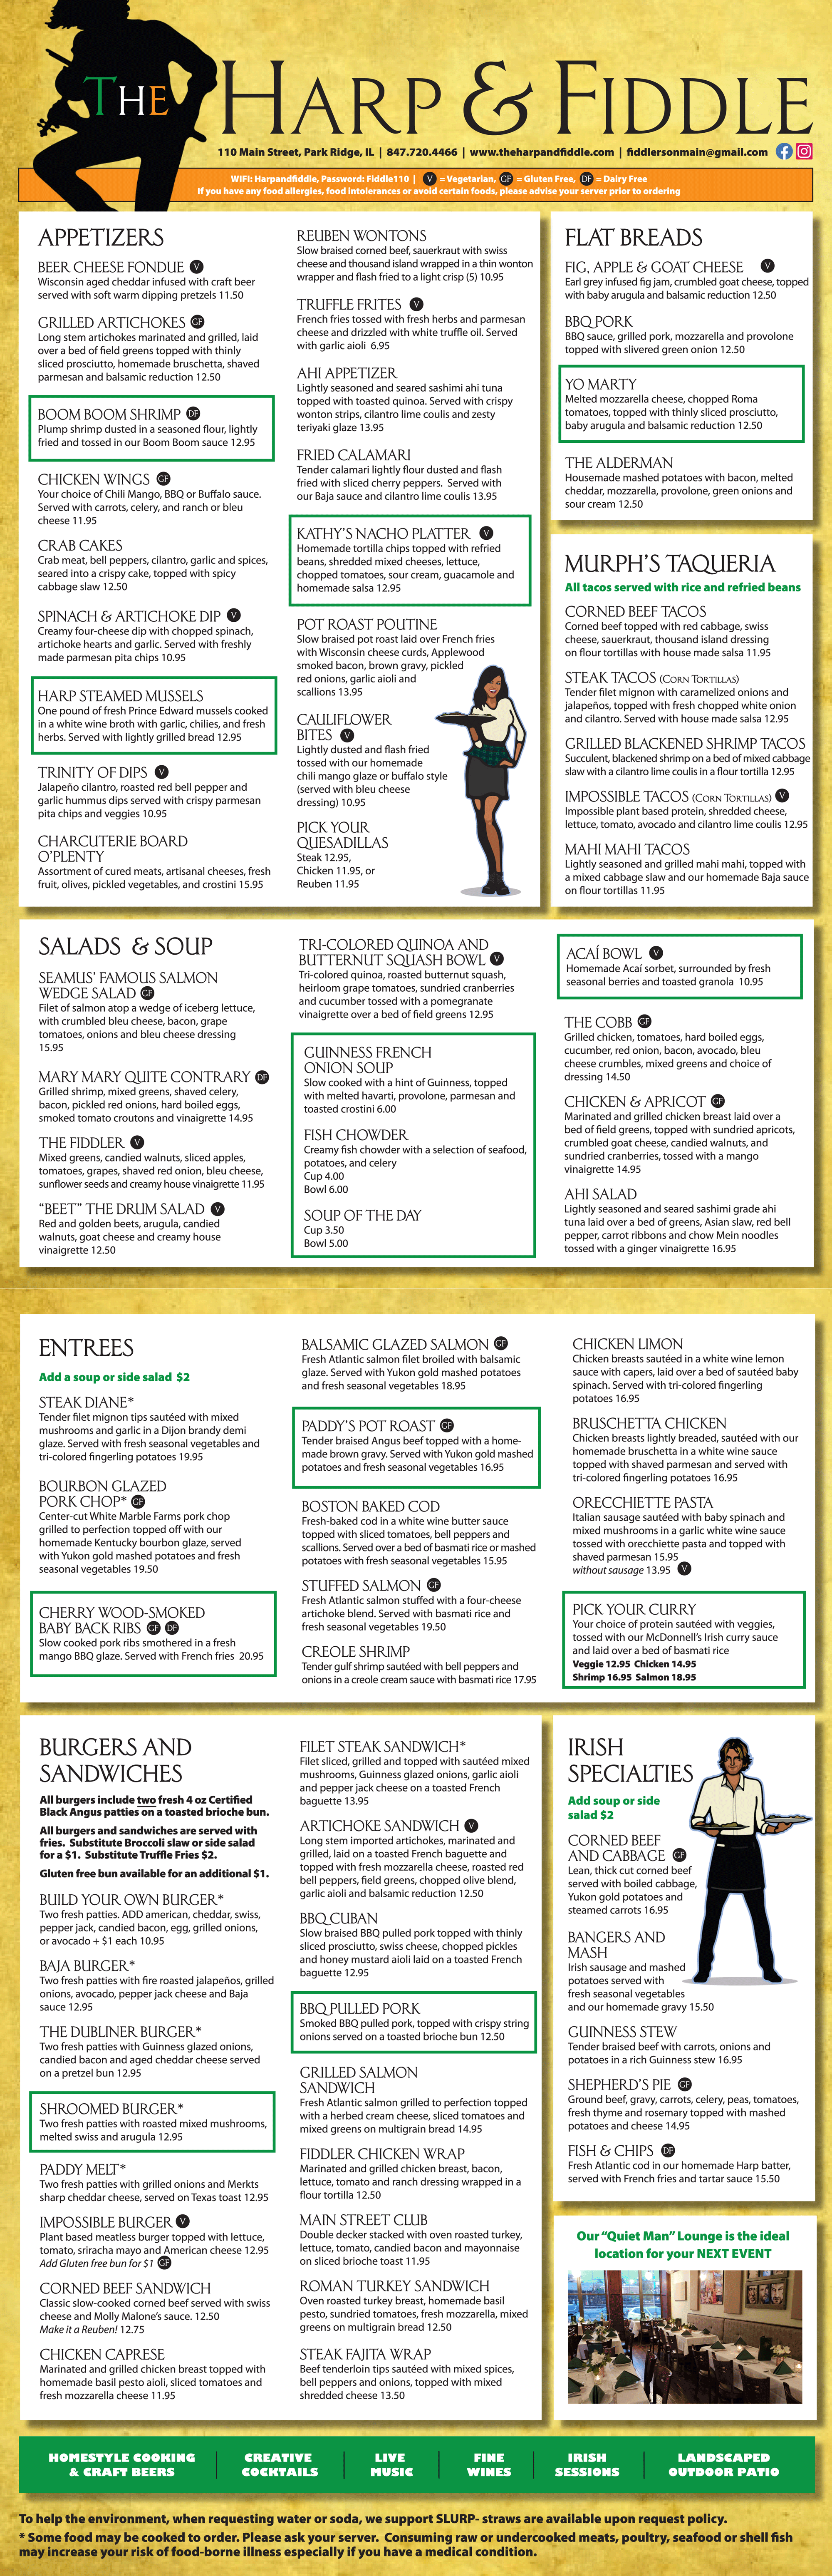 THE HARP & FIDDLE
110 Main Street, Park Ridge, IL | 847.720.4466 | www.theharpandfiddle.com | fiddlersonmain@gmail.com
WIFI: Harpandfiddle, Password: Fiddle110 | V = Vegetarian, GF = Gluten Free, DF = Dairy Free
If you have any food allergies, food intolerances or avoid certain foods, please advise your server prior to ordering
APPETIZERS
BEER CHEESE FONDUE V
Wisconsin aged cheddar infused with craft beer
served with soft warm dipping pretzels 11.50
GRILLED ARTICHOKES GF
Long stem artichokes marinated and grilled, laid
over a bed of field greens topped with thinly
sliced prosciutto, homemade bruschetta, shaved
parmesan and balsamic reduction 12.50
BOOM BOOM SHRIMP DF
Plump shrimp dusted in a seasoned flour, lightly
fried and tossed in our Boom Boom sauce 12.95
CHICKEN WINGS GF
Your choice of Chili Mango, BBQ or Buffalo sauce.
Served with carrots, celery, and ranch or bleu
cheese 11.95
CRAB CAKES
Crab meat, bell peppers, cilantro, garlic and spices,
seared into a crispy cake, topped with spicy
cabbage slaw 12.50
SPINACH & ARTICHOKE DIP V
Creamy four-cheese dip with chopped spinach,
artichoke hearts and garlic. Served with freshly
made parmesan pita chips 10.95
HARP STEAMED MUSSELS
One pound of fresh Prince Edward mussels cooked
in a white wine broth with garlic, chilies, and fresh
herbs. Served with lightly grilled bread 12.95
TRINITY OF DIPS V
Jalapeño cilantro, roasted red bell pepper and
garlic hummus dips served with crispy parmesan
pita chips and veggies 10.95
CHARCUTERIE BOARD
O'PLENTY
Assortment of cured meats, artisanal cheeses, fresh
fruit, olives, pickled vegetables, and crostini 15.95
REUBEN WONTONS
Slow braised corned beef, sauerkraut with swiss
cheese and thousand island wrapped in a thin wonton
wrapper and flash fried to a light crisp (5) 10.95
TRUFFLE FRITES V
French fries tossed with fresh herbs and parmesan
cheese and drizzled with white truffle oil. Served
with garlic aioli 6.95
AHI APPETIZER
Lightly seasoned and seared sashimi ahi tuna
topped with toasted quinoa. Served with crispy
wonton strips, cilantro lime coulis and zesty
teriyaki glaze 13.95
FRIED CALAMARI
Tender calamari lightly flour dusted and flash
fried with sliced cherry peppers. Served with
our Baja sauce and cilantro lime coulis 13.95
KATHY'S NACHO PLATTER V
Homemade tortilla chips topped with refried
beans, shredded mixed cheeses, lettuce,
chopped tomatoes, sour cream, guacamole and
homemade salsa 12.95
POT ROAST POUTINE
Slow braised pot roast laid over French fries
with Wisconsin cheese curds, Applewood
smoked bacon, brown gravy, pickled
red onions, garlic aioli and
scallions 13.95
CAULIFLOWER
BITES V
Lightly dusted and flash fried
tossed with our homemade
chili mango glaze or buffalo style
(served with bleu cheese
dressing) 10.95
PICK YOUR
QUESADILLAS
Steak 12.95,
Chicken 11.95, or
Reuben 11.95
FLAT BREADS
FIG, APPLE & GOAT CHEESE V
Earl grey infused fig jam, crumbled goat cheese, topped
with baby arugula and balsamic reduction 12.50
BBQ PORK
BBQ sauce, grilled pork, mozzarella and provolone
topped with slivered green onion 12.50
YO MARTY
Melted mozzarella cheese, chopped Roma
tomatoes, topped with thinly sliced prosciutto,
baby arugula and balsamic reduction 12.50
THE ALDERMAN
Housemade mashed potatoes with bacon, melted
cheddar, mozzarella, provolone, green onions and
sour cream 12.50
MURPH'S TAQUERIA
All tacos served with rice and refried beans
CORNED BEEF TACOS
Corned beef topped with red cabbage, swiss
cheese, sauerkraut, thousand island dressing
on flour tortillas with house made salsa 11.95
STEAK TACOS (CORN TORTILLAS)
Tender filet mignon with caramelized onions and
jalapeños, topped with fresh chopped white onion
and cilantro. Served with house made salsa 12.95
GRILLED BLACKENED SHRIMP TACOS
Succulent, blackened shrimp on a bed of mixed cabbage
slaw with a cilantro lime coulis in a flour tortilla 12.95
IMPOSSIBLE TACOS (CORN TORTILLAS) V
Impossible plant based protein, shredded cheese,
lettuce, tomato, avocado and cilantro lime coulis 12.95
MAHI MAHI TACOS
Lightly seasoned and grilled mahi mahi, topped with
a mixed cabbage slaw and our homemade Baja sauce
on flour tortillas 11.95
SALADS & SOUP
SEAMUS' FAMOUS SALMON
WEDGE SALAD GF
Filet of salmon atop a wedge of iceberg lettuce,
with crumbled bleu cheese, bacon, grape
tomatoes, onions and bleu cheese dressing
15.95
MARY MARY QUITE CONTRARY DF
Grilled shrimp, mixed greens, shaved celery,
bacon, pickled red onions, hard boiled eggs,
smoked tomato croutons and vinaigrette 14.95
THE FIDDLER V
Mixed greens, candied walnuts, sliced apples,
tomatoes, grapes, shaved red onion, bleu cheese,
sunflower seeds and creamy house vinaigrette 11.95
"BEET" THE DRUM SALAD V
Red and golden beets, arugula, candied
walnuts, goat cheese and creamy house
vinaigrette 12.50
TRI-COLORED QUINOA AND
BUTTERNUT SQUASH BOWL V
Tri-colored quinoa, roasted butternut squash,
heirloom grape tomatoes, sundried cranberries
and cucumber tossed with a pomegranate
vinaigrette over a bed of field greens 12.95
GUINNESS FRENCH
ONION SOUP
Slow cooked with a hint of Guinness, topped
with melted havarti, provolone, parmesan and
toasted crostini 6.00
FISH CHOWDER
Creamy fish chowder with a selection of seafood,
potatoes, and celery
Cup 4.00
Bowl 6.00
SOUP OF THE DAY
Cup 3.50
Bowl 5.00
ACAÍ BOWL V
Homemade Acaí sorbet, surrounded by fresh
seasonal berries and toasted granola 10.95
THE COBB GF
Grilled chicken, tomatoes, hard boiled eggs,
cucumber, red onion, bacon, avocado, bleu
cheese crumbles, mixed greens and choice of
dressing 14.50
CHICKEN & APRICOT GF
Marinated and grilled chicken breast laid over a
bed of field greens, topped with sundried apricots,
crumbled goat cheese, candied walnuts, and
sundried cranberries, tossed with a mango
vinaigrette 14.95
AHI SALAD
Lightly seasoned and seared sashimi grade ahi
tuna laid over a bed of greens, Asian slaw, red bell
pepper, carrot ribbons and chow Mein noodles
tossed with a ginger vinaigrette 16.95
ENTREES
Add a soup or side salad $2
STEAK DIANE*
Tender filet mignon tips sautéed with mixed
mushrooms and garlic in a Dijon brandy demi
glaze. Served with fresh seasonal vegetables and
tri-colored fingerling potatoes 19.95
BOURBON GLAZED
PORK CHOP* GF
Center-cut White Marble Farms pork chop
grilled to perfection topped off with our
homemade Kentucky bourbon glaze, served
with Yukon gold mashed potatoes and fresh
seasonal vegetables 19.50
CHERRY WOOD-SMOKED
BABY BACK RIBS GF DF
Slow cooked pork ribs smothered in a fresh
mango BBQ glaze. Served with French fries 20.95
BALSAMIC GLAZED SALMON GF
Fresh Atlantic salmon filet broiled with balsamic
glaze. Served with Yukon gold mashed potatoes
and fresh seasonal vegetables 18.95
PADDY'S POT ROAST GF
Tender braised Angus beef topped with a home-
made brown gravy. Served with Yukon gold mashed
potatoes and fresh seasonal vegetables 16.95
BOSTON BAKED COD
Fresh-baked cod in a white wine butter sauce
topped with sliced tomatoes, bell peppers and
scallions. Served over a bed of basmati rice or mashed
potatoes with fresh seasonal vegetables 15.95
STUFFED SALMON GF
Fresh Atlantic salmon stuffed with a four-cheese
artichoke blend. Served with basmati rice and
fresh seasonal vegetables 19.50
CREOLE SHRIMP
Tender gulf shrimp sautéed with bell peppers and
onions in a creole cream sauce with basmati rice 17.95
CHICKEN LIMON
Chicken breasts sautéed in a white wine lemon
sauce with capers, laid over a bed of sautéed baby
spinach. Served with tri-colored fingerling
potatoes 16.95
BRUSCHETTA CHICKEN
Chicken breasts lightly breaded, sautéed with our
homemade bruschetta in a white wine sauce
topped with shaved parmesan and served with
tri-colored fingerling potatoes 16.95
ORECCHIETTE PASTA
Italian sausage sautéed with baby spinach and
mixed mushrooms in a garlic white wine sauce
tossed with orecchiette pasta and topped with
shaved parmesan 15.95
without sausage 13.95 V
PICK YOUR CURRY
Your choice of protein sautéed with veggies,
tossed with our McDonnell's Irish curry sauce
and laid over a bed of basmati rice
Veggie 12.95 Chicken 14.95
Shrimp 16.95 Salmon 18.95
BURGERS AND
SANDWICHES
All burgers include two fresh 4 oz Certified
Black Angus patties on a toasted brioche bun.
All burgers and sandwiches are served with
fries. Substitute Broccoli slaw or side salad
for a $1. Substitute Truffle Fries $2.
Gluten free bun available for an additional $1.
BUILD YOUR OWN BURGER*
Two fresh patties. ADD american, cheddar, swiss,
pepper jack, candied bacon, egg, grilled onions,
or avocado + $1 each 10.95
BAJA BURGER*
Two fresh patties with fire roasted jalapeños, grilled
onions, avocado, pepper jack cheese and Baja
sauce 12.95
THE DUBLINER BURGER*
Two fresh patties with Guinness glazed onions,
candied bacon and aged cheddar cheese served
on a pretzel bun 12.95
SHROOMED BURGER*
Two fresh patties with roasted mixed mushrooms,
melted swiss and arugula 12.95
PADDY MELT*
Two fresh patties with grilled onions and Merkts
sharp cheddar cheese, served on Texas toast 12.95
IMPOSSIBLE BURGER V
Plant based meatless burger topped with lettuce,
tomato, sriracha mayo and American cheese 12.95
Add Gluten free bun for $1 GF
CORNED BEEF SANDWICH
Classic slow-cooked corned beef served with swiss
cheese and Molly Malone's sauce. 12.50
Make it a Reuben! 12.75
CHICKEN CAPRESE
Marinated and grilled chicken breast topped with
homemade basil pesto aioli, sliced tomatoes and
fresh mozzarella cheese 11.95
FILET STEAK SANDWICH*
Filet sliced, grilled and topped with sautéed mixed
mushrooms, Guinness glazed onions, garlic aioli
and pepper jack cheese on a toasted French
baguette 13.95
ARTICHOKE SANDWICH V
Long stem imported artichokes, marinated and
grilled, laid on a toasted French baguette and
topped with fresh mozzarella cheese, roasted red
bell peppers, field greens, chopped olive blend,
garlic aioli and balsamic reduction 12.50
BBQ CUBAN
Slow braised BBQ pulled pork topped with thinly
sliced prosciutto, swiss cheese, chopped pickles
and honey mustard aioli laid on a toasted French
baguette 12.95
BBQ PULLED PORK
Smoked BBQ pulled pork, topped with crispy string
onions served on a toasted brioche bun 12.50
GRILLED SALMON
SANDWICH
Fresh Atlantic salmon grilled to perfection topped
with a herbed cream cheese, sliced tomatoes and
mixed greens on multigrain bread 14.95
FIDDLER CHICKEN WRAP
Marinated and grilled chicken breast, bacon,
lettuce, tomato and ranch dressing wrapped in a
flour tortilla 12.50
MAIN STREET CLUB
Double decker stacked with oven roasted turkey,
lettuce, tomato, candied bacon and mayonnaise
on sliced brioche toast 11.95
ROMAN TURKEY SANDWICH
Oven roasted turkey breast, homemade basil
pesto, sundried tomatoes, fresh mozzarella, mixed
greens on multigrain bread 12.50
STEAK FAJITA WRAP
Beef tenderloin tips sautéed with mixed spices,
bell peppers and onions, topped with mixed
shredded cheese 13.50
IRISH
SPECIALTIES
Add soup or side
salad $2
CORNED BEEF
AND CABBAGE GF
Lean, thick cut corned beef
served with boiled cabbage,
Yukon gold potatoes and
steamed carrots 16.95
BANGERS AND
MASH
Irish sausage and mashed
potatoes served with
fresh seasonal vegetables
and our homemade gravy 15.50
GUINNESS STEW
Tender braised beef with carrots, onions and
potatoes in a rich Guinness stew 16.95
SHEPHERD'S PIE GF
Ground beef, gravy, carrots, celery, peas, tomatoes,
fresh thyme and rosemary topped with mashed
potatoes and cheese 14.95
FISH & CHIPS DF
Fresh Atlantic cod in our homemade Harp batter,
served with French fries and tartar sauce 15.50
Our "Quiet Man" Lounge is the ideal
location for your NEXT EVENT
HOMESTYLE COOKING
& CRAFT BEERS
CREATIVE
COCKTAILS
LIVE
MUSIC
FINE
WINES
IRISH
SESSIONS
LANDSCAPED
OUTDOOR PATIO
To help the environment, when requesting water or soda, we support SLURP- straws are available upon request policy.
* Some food may be cooked to order. Please ask your server. Consuming raw or undercooked meats, poultry, seafood or shell fish
may increase your risk of food-borne illness especially if you have a medical condition.